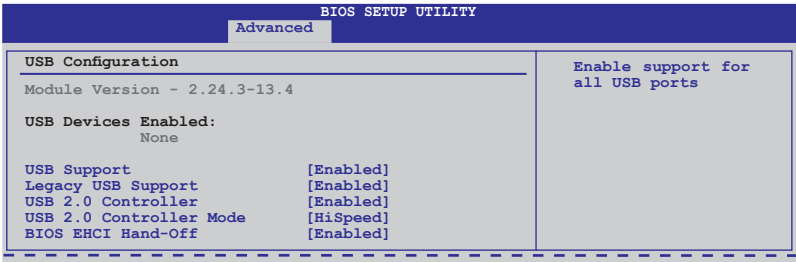 BIOS SETUP UTILITY
Advanced
USB Configuration
Module Version - 2.24.3-13.4
USB Devices Enabled:
None
USB Support [Enabled]
Legacy USB Support [Enabled]
USB 2.0 Controller [Enabled]
USB 2.0 Controller Mode [HiSpeed]
BIOS EHCI Hand-Off [Enabled]
Enable support for
all USB ports